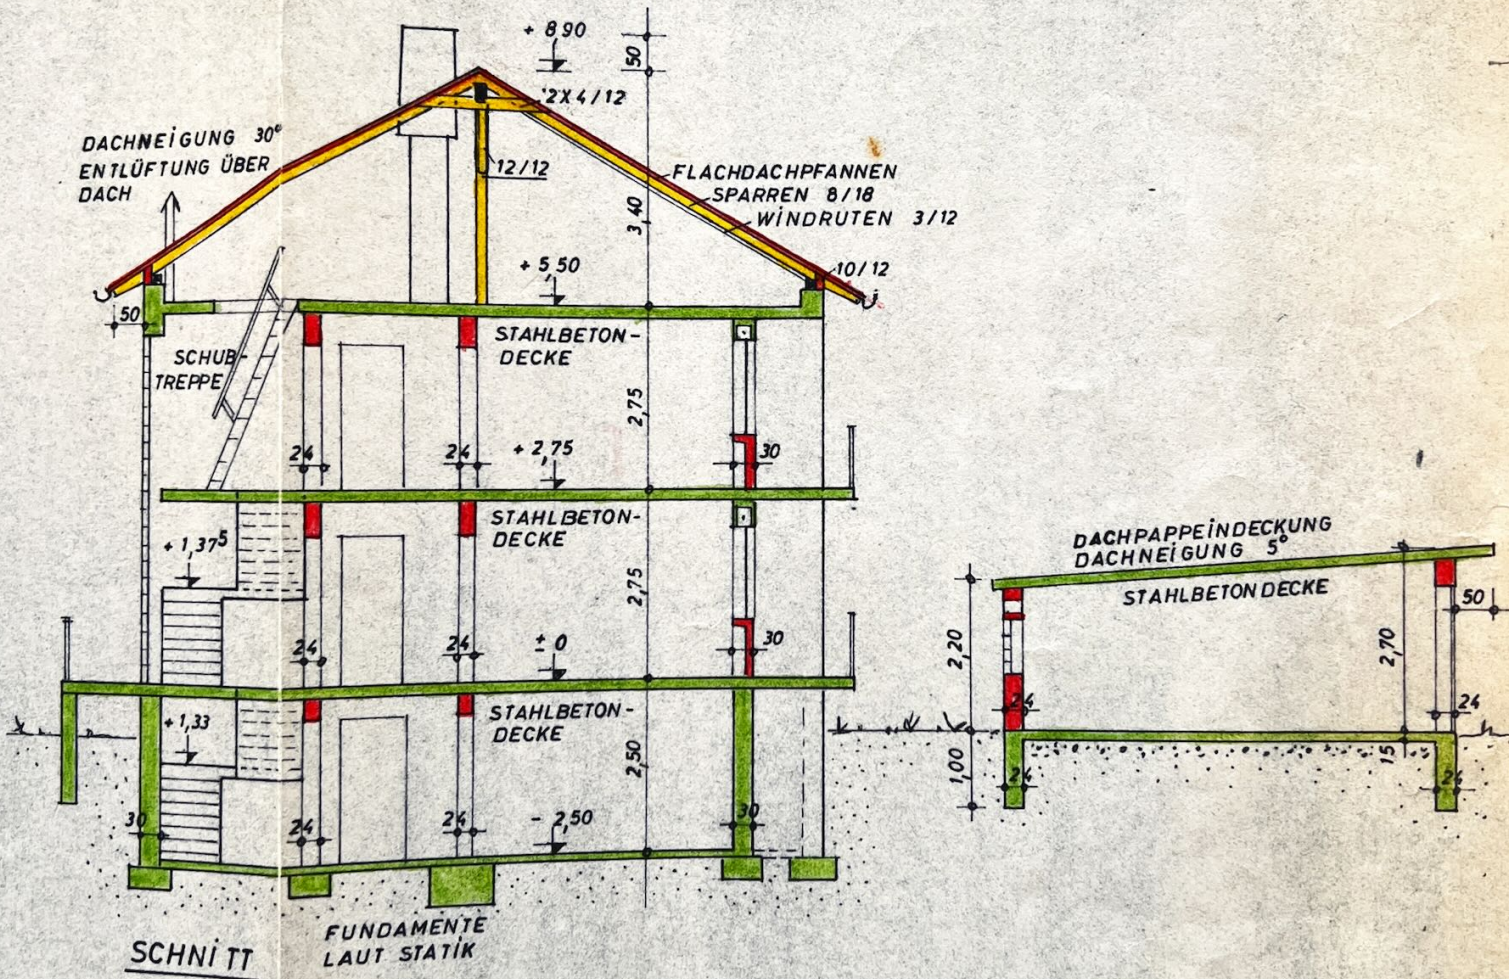 + 8,90
50
2X4/12
DACHNEIGUNG 30°
ENTLÜFTUNG ÜBER
DACH
12/12
FLACHDACHPFANNEN
SPARREN 8/18
WINDRUTEN 3/12
3,40
+ 5,50
10/12
50
STAHLBETON-
DECKE
SCHUB-
TREPPE
2,75
24
24
+ 2,75
30
STAHLBETON-
DECKE
+ 1,37⁵
2,75
24
24
± 0
30
STAHLBETON-
DECKE
+ 1,33
2,50
30
24
24
- 2,50
30
FUNDAMENTE
LAUT STATIK
SCHNITT
DACHPAPPEINDECKUNG
DACHNEIGUNG 5°
STAHLBETONDECKE
50
2,20
2,70
24
24
1,00
15
24
24